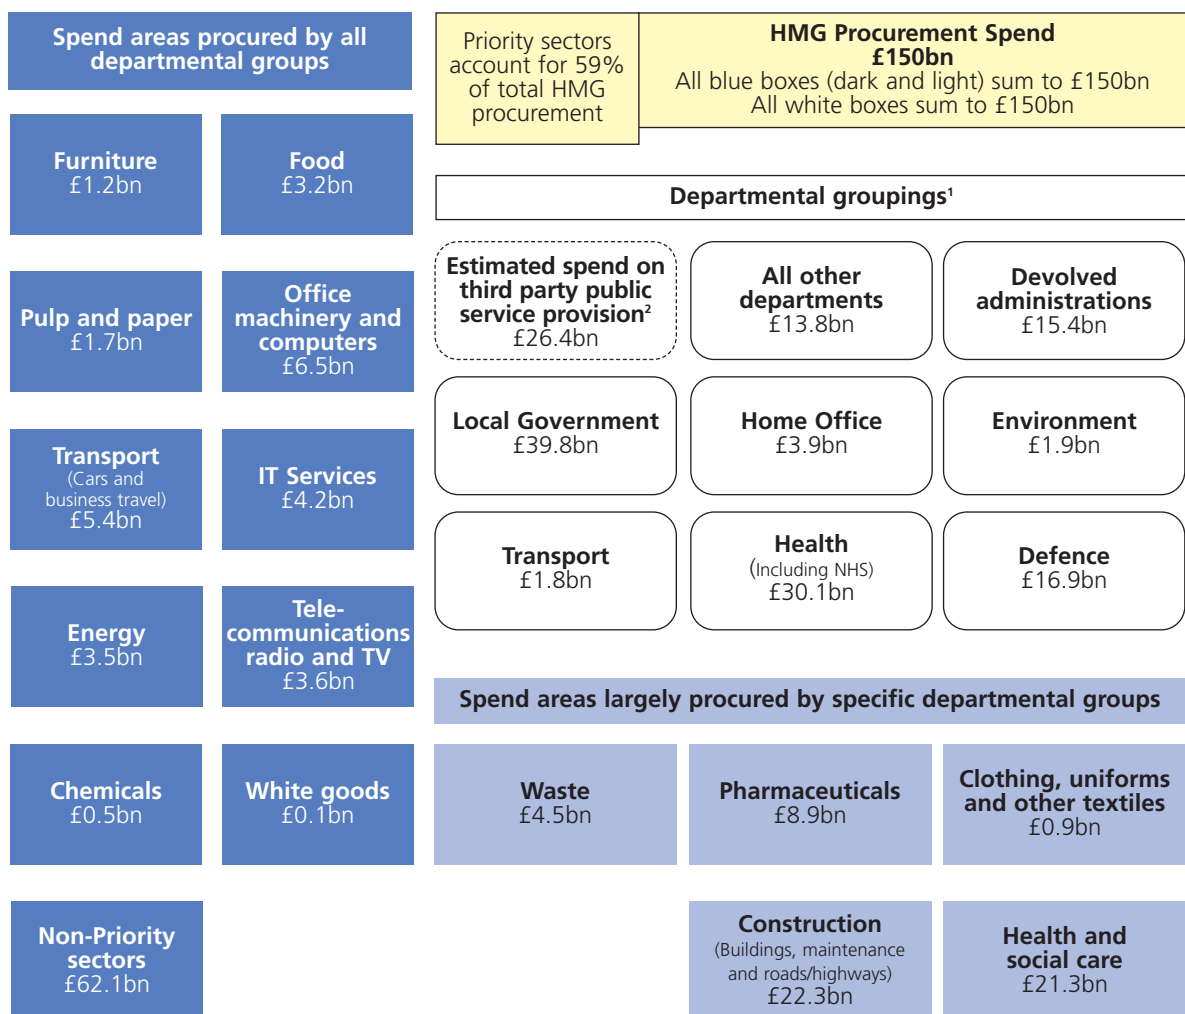 Spend areas procured by all
departmental groups
Priority sectors
account for 59%
of total HMG
procurement
HMG Procurement Spend
£150bn
All blue boxes (dark and light) sum to £150bn
All white boxes sum to £150bn
Furniture
£1.2bn
Food
£3.2bn
Pulp and paper
£1.7bn
Office
machinery and
computers
£6.5bn
Transport
(Cars and
business travel)
£5.4bn
IT Services
£4.2bn
Energy
£3.5bn
Tele-
communications
radio and TV
£3.6bn
Chemicals
£0.5bn
White goods
£0.1bn
Non-Priority
sectors
£62.1bn
Departmental groupings¹
Estimated spend on
third party public
service provision²
£26.4bn
All other
departments
£13.8bn
Devolved
administrations
£15.4bn
Local Government
£39.8bn
Home Office
£3.9bn
Environment
£1.9bn
Transport
£1.8bn
Health
(Including NHS)
£30.1bn
Defence
£16.9bn
Spend areas largely procured by specific departmental groups
Waste
£4.5bn
Pharmaceuticals
£8.9bn
Clothing, uniforms
and other textiles
£0.9bn
Construction
(Buildings, maintenance
and roads/highways)
£22.3bn
Health and
social care
£21.3bn